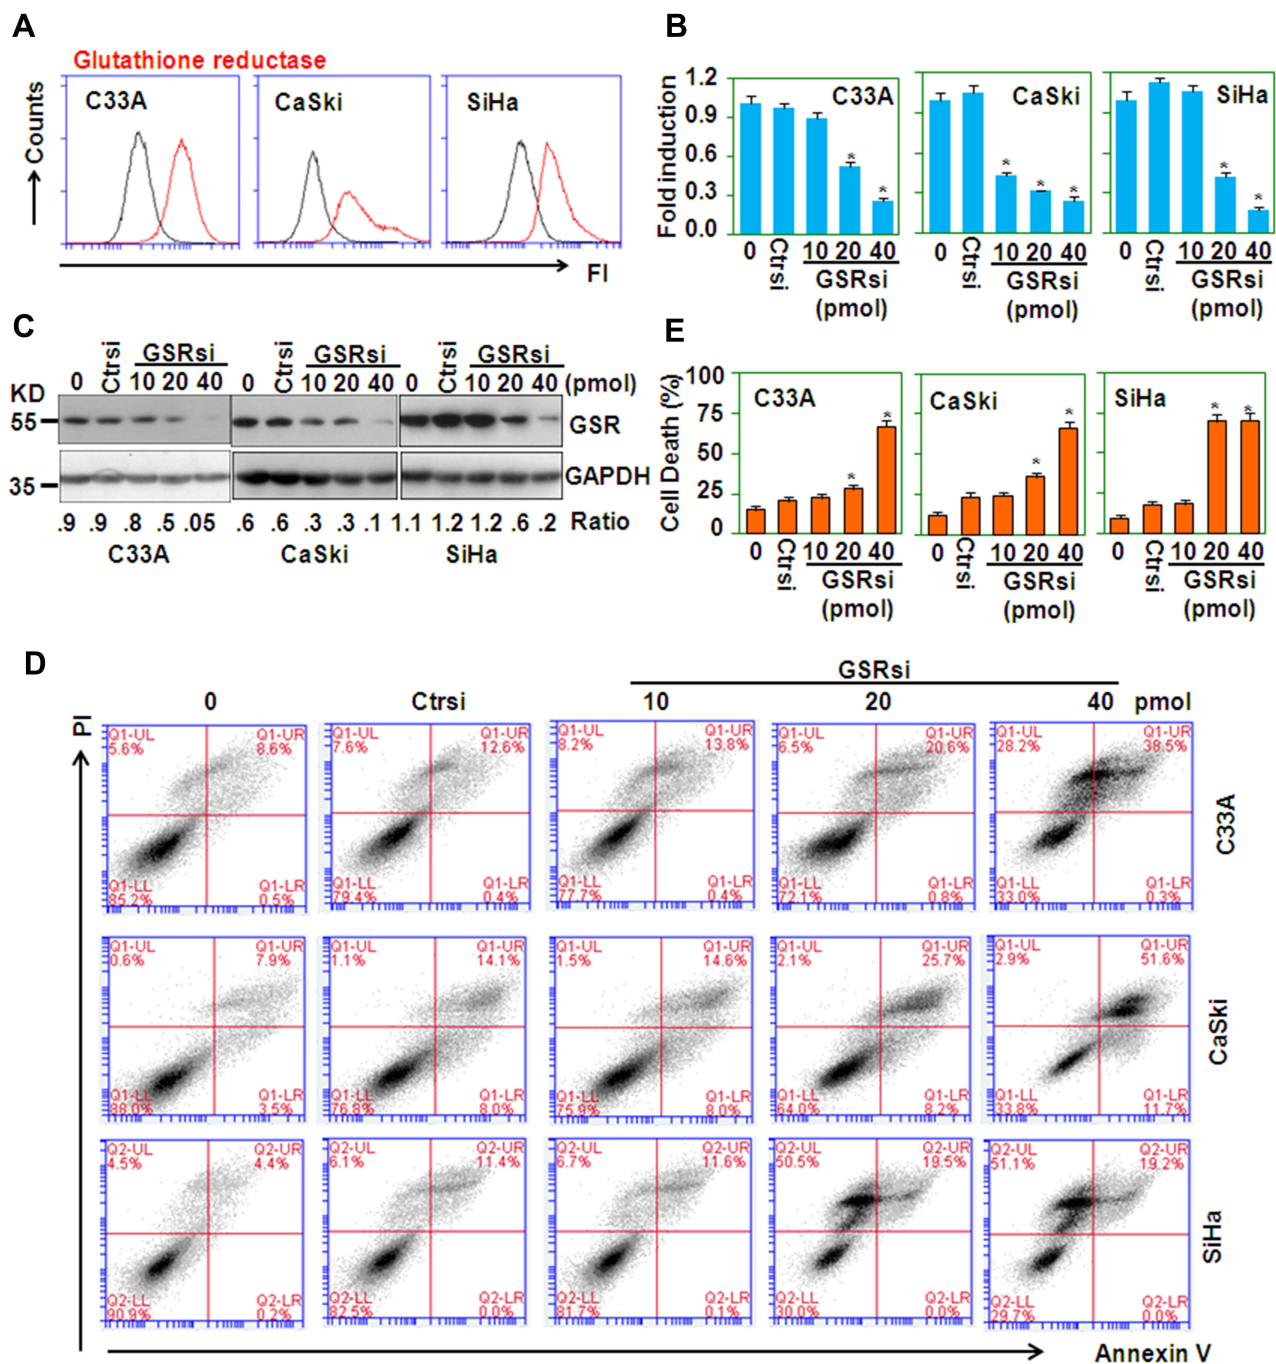 A
Glutathione reductase
C33A
CaSki
SiHa
Counts
FI
B
Fold induction
1.2
0.9
0.6
0.3
0.0
C33A
CaSki
SiHa
* *
* * *
* *
0 Ctrsi 10 20 40
GSRsi
(pmol)
0 Ctrsi 10 20 40
GSRsi
(pmol)
0 Ctrsi 10 20 40
GSRsi
(pmol)
C
KD
0 Ctrsi GSRsi 10 20 40
0 Ctrsi GSRsi 10 20 40
0 Ctrsi GSRsi 10 20 40 (pmol)
55 GSR
35 GAPDH
.9 .9 .8 .5 .05 .6 .6 .3 .3 .1 1.1 1.2 1.2 .6 .2 Ratio
C33A CaSki SiHa
E
Cell Death (%)
100
75
50
25
0
C33A
CaSki
SiHa
* *
* *
* *
0 Ctrsi 10 20 40
GSRsi
(pmol)
0 Ctrsi 10 20 40
GSRsi
(pmol)
0 Ctrsi 10 20 40
GSRsi
(pmol)
D
GSRsi
0 Ctrsi 10 20 40 pmol
PI
Q1-UL Q1-UR Q1-UL Q1-UR Q1-UL Q1-UR Q1-UL Q1-UR Q1-UL Q1-UR
5.6% 8.6% 7.6% 12.6% 8.2% 13.8% 6.5% 20.6% 28.2% 38.5%
C33A
Q1-LL Q1-LR Q1-LL Q1-LR Q1-LL Q1-LR Q1-LL Q1-LR Q1-LL Q1-LR
85.2% 0.5% 79.4% 0.4% 77.7% 0.4% 72.1% 0.8% 33.0% 0.3%
Q1-UL Q1-UR Q1-UL Q1-UR Q1-UL Q1-UR Q1-UL Q1-UR Q1-UL Q1-UR
0.6% 7.9% 1.1% 14.1% 1.5% 14.6% 2.1% 25.7% 2.9% 51.6%
CaSki
Q1-LL Q1-LR Q1-LL Q1-LR Q1-LL Q1-LR Q1-LL Q1-LR Q1-LL Q1-LR
88.0% 3.5% 76.8% 8.0% 75.9% 8.0% 64.0% 8.2% 33.8% 11.7%
Q2-UL Q2-UR Q2-UL Q2-UR Q2-UL Q2-UR Q2-UL Q2-UR Q2-UL Q2-UR
4.5% 4.4% 6.1% 11.4% 6.7% 11.6% 50.5% 19.5% 51.1% 19.2%
SiHa
Q2-LL Q2-LR Q2-LL Q2-LR Q2-LL Q2-LR Q2-LL Q2-LR Q2-LL Q2-LR
90.9% 0.2% 82.5% 0.0% 81.7% 0.1% 30.0% 0.0% 29.7% 0.0%
Annexin V